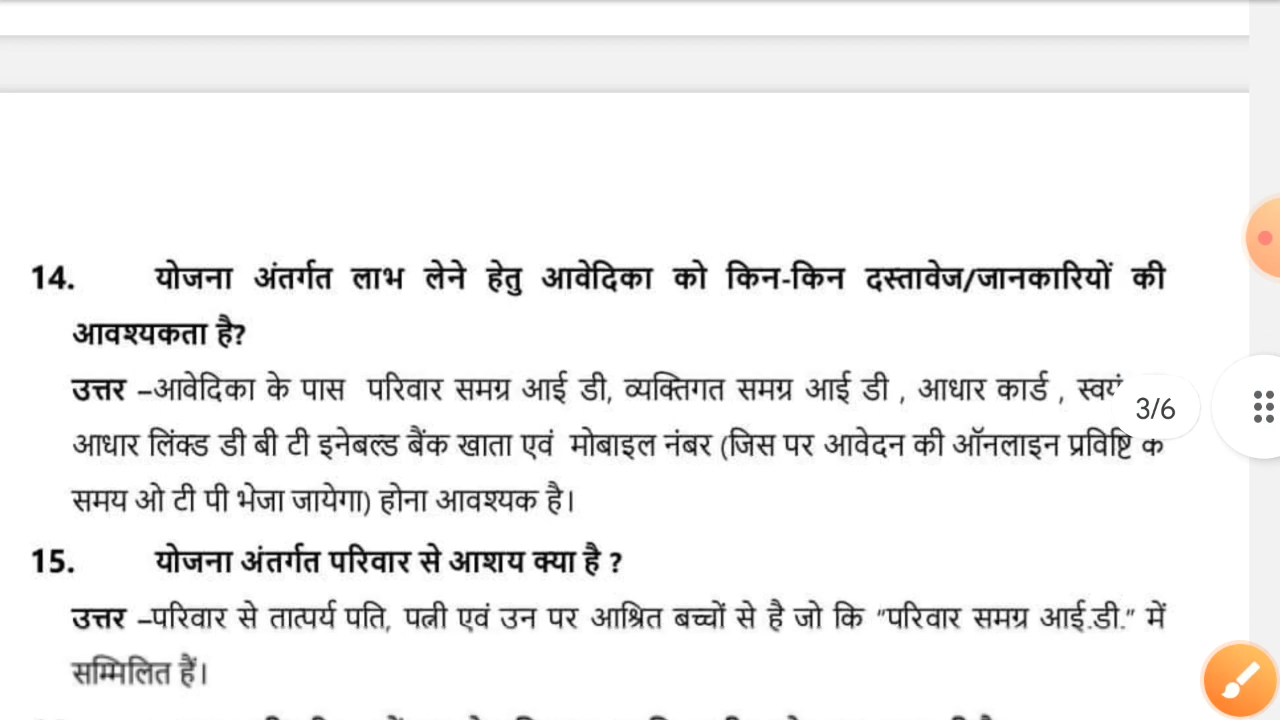 14. योजना अंतर्गत लाभ लेने हेतु आवेदिका को किन-किन दस्तावेज/जानकारियों की
आवश्यकता है?
उत्तर –आवेदिका के पास परिवार समग्र आई डी, व्यक्तिगत समग्र आई डी , आधार कार्ड ,
3/6
आधार लिंक्ड डी बी टी इनेबल्ड बैंक खाता एवं मोबाइल नंबर (जिस पर आवेदन की ऑनलाइन प्रविष्टि
समय ओ टी पी भेजा जायेगा) होना आवश्यक है।
15. योजना अंतर्गत परिवार से आशय क्या है ?
उत्तर –परिवार से तात्पर्य पति, पत्नी एवं उन पर आश्रित बच्चों से है जो कि "परिवार समग्र आई.डी." में
सम्मिलित हैं।